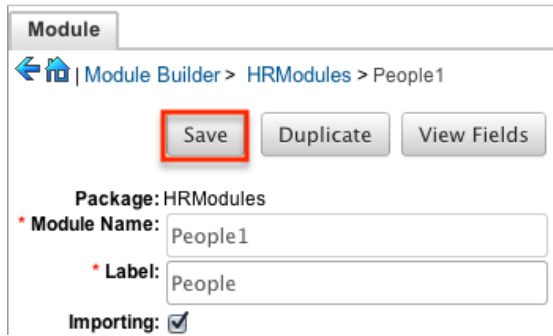 Module
| Module Builder > HRModules > People1
Save Duplicate View Fields
Package: HRModules
* Module Name: People1
* Label: People
Importing: